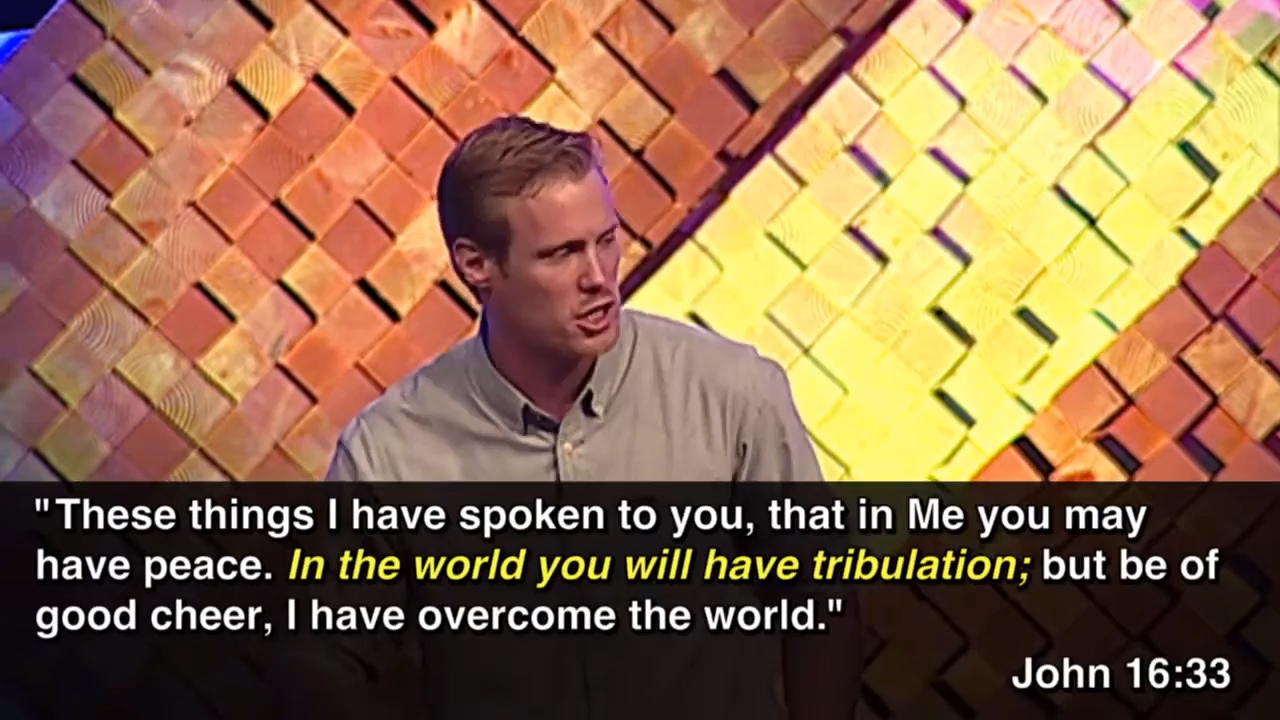 "These things I have spoken to you, that in Me you may
have peace. In the world you will have tribulation; but be of
good cheer, I have overcome the world."
John 16:33